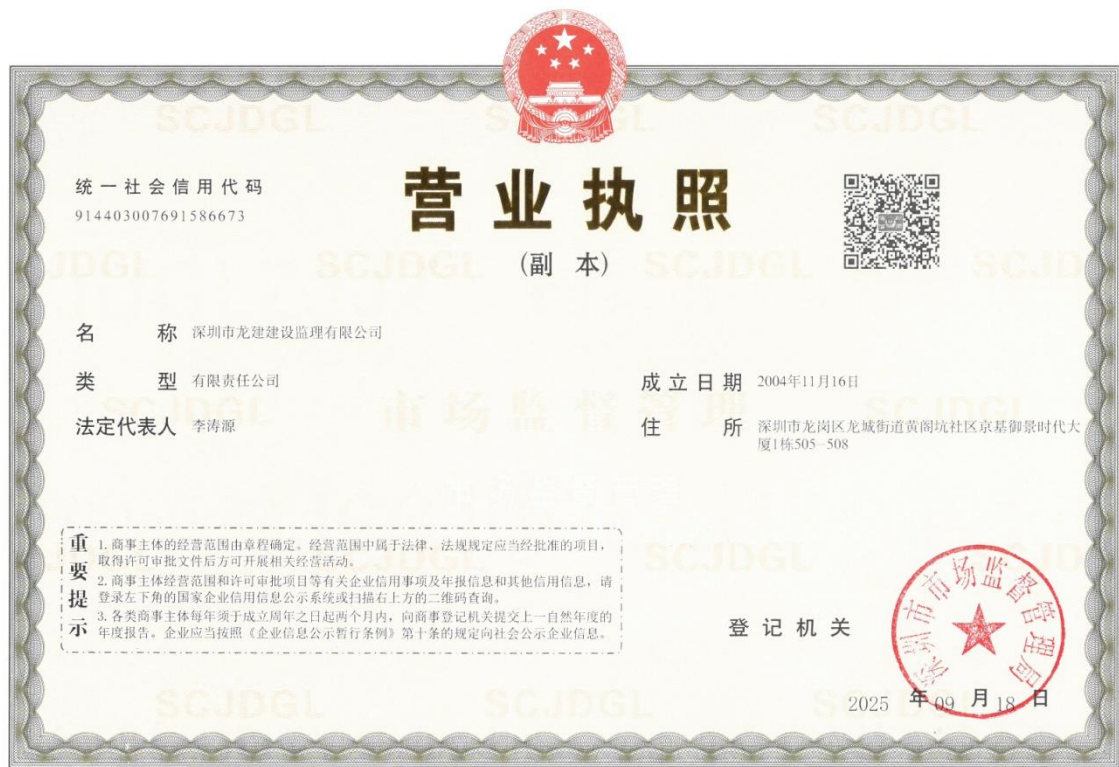 统一社会信用代码
914403007691586673
营业执照
(副 本)
名 称 深圳市龙建建设监理有限公司
类 型 有限责任公司
成立日期 2004年11月16日
法定代表人 李涛源
住 所 深圳市龙岗区龙城街道黄阁坑社区京基御景时代大
厦1栋505-508
重要提示
1. 商事主体的经营范围由章程确定。经营范围中属于法律、法规规定应当经批准的项目,
取得许可审批文件后方可开展相关经营活动。
2. 商事主体经营范围和许可审批项目等有关企业信用事项及年报信息和其他信用信息,请
登录左下角的国家企业信用信息公示系统或扫描右上方的二维码查询。
3. 各类商事主体每年须于成立周年之日起两个月内,向商事登记机关提交上一自然年度的
年度报告。企业应当按照《企业信息公示暂行条例》第十条的规定向社会公示企业信息。
登记机关
深圳市市场监督管理局
2025 年 09 月 18 日
SCJDGL
市场监督管理